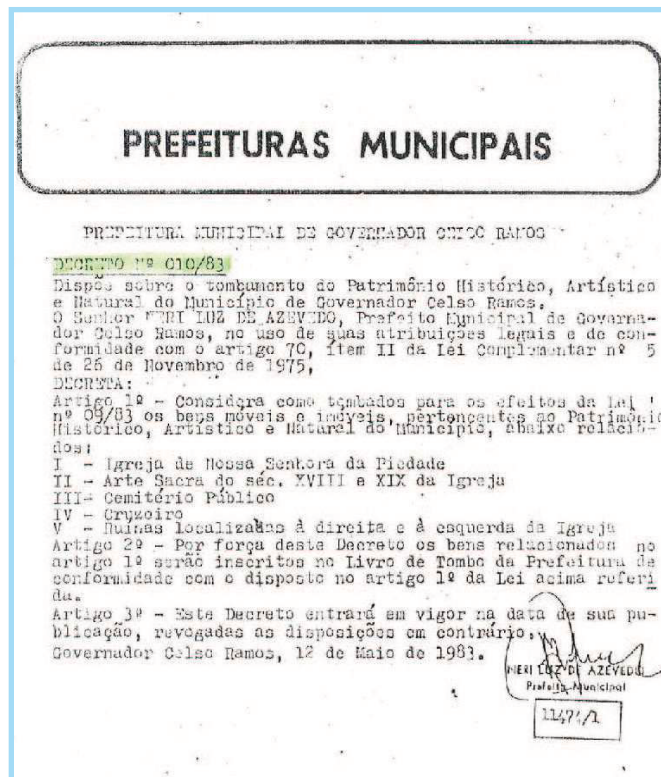 PREFEITURAS MUNICIPAIS
PREFEITURA MUNICIPAL DE GOVERNADOR CELSO RAMOS
DECRETO Nº 010/83
Dispõe sobre o tombamento do Patrimônio Histórico, Artístico
e Natural do Município de Governador Celso Ramos.
O Senhor NERI LUZ DE AZEVEDO, Prefeito Municipal de Governa-
dor Celso Ramos, no uso de suas atribuições legais e de con-
formidade com o artigo 70, ítem II da Lei Complementar nº 5
de 26 de Novembro de 1975,
DECRETA:
Artigo 1º - Considera como tombados para os efeitos da Lei
nº 09/83 os bens móveis e imóveis, pertencentes ao Patrimônio
Histórico, Artístico e Natural do Município, abaixo relacio-
dos:
I - Igreja de Nossa Senhora da Piedade
II - Arte Sacra do séc. XVIII e XIX da Igreja
III- Cemitério Público
IV - Cruzeiro
V - Ruinas localizadas à direita e à esquerda da Igreja
Artigo 2º - Por força deste Decreto os bens relacionados no
artigo 1º serão inscritos no Livro de Tombo da Prefeitura de
conformidade com o disposto no artigo 1º da Lei acima referi
da.
Artigo 3º - Este Decreto entrará em vigor na data de sua pu-
blicação, revogadas as disposições em contrário.
Governador Celso Ramos, 12 de Maio de 1983.
NERI LUZ DE AZEVEDO
Prefeito Municipal
11474/1